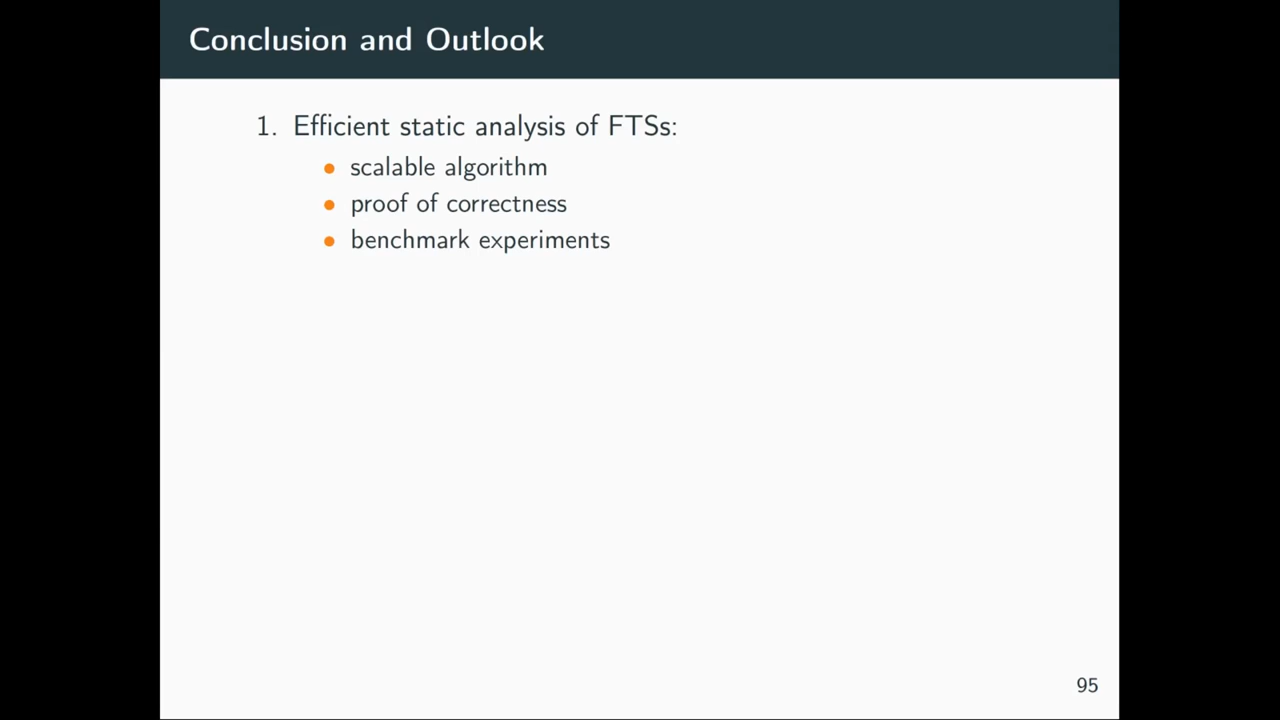 Conclusion and Outlook
1. Efficient static analysis of FTSs:
• scalable algorithm
• proof of correctness
• benchmark experiments
95